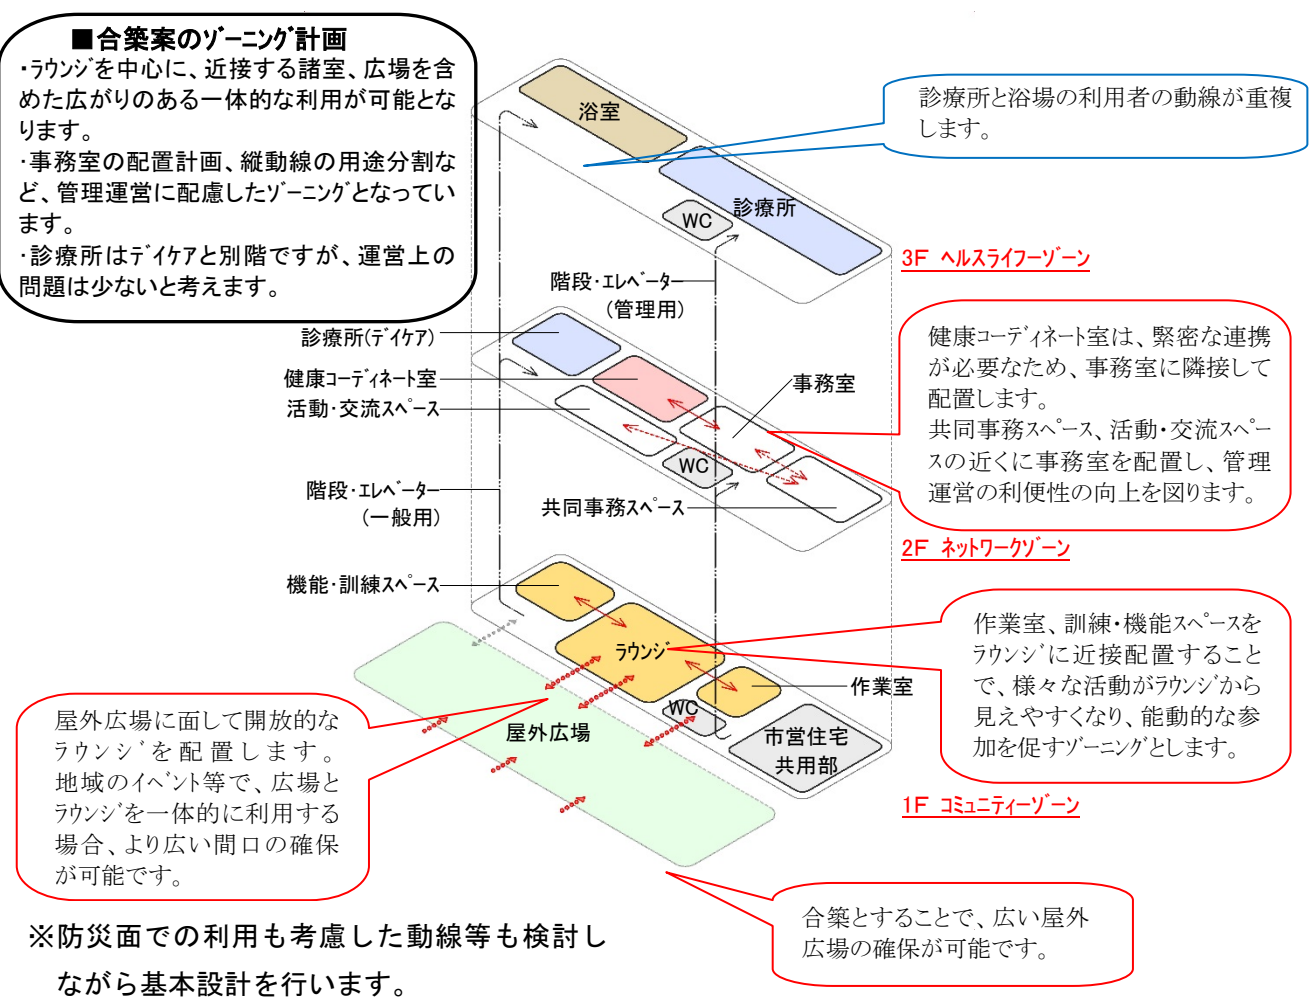 ■合築案のゾーニング計画
・ラウンジを中心に、近接する諸室、広場を含
めた広がりのある一体的な利用が可能とな
ります。
・事務室の配置計画、縦動線の用途分割な
ど、管理運営に配慮したゾーニングとなってい
ます。
・診療所はデイケアと別階ですが、運営上の
問題は少ないと考えます。
診療所と浴場の利用者の動線が重複
します。
浴室
診療所
WC
3F ヘルスライフーゾーン
階段・エレベーター
(管理用)
診療所(デイケア)
健康コーディネート室
活動・交流スペース
事務室
WC
階段・エレベーター
(一般用)
共同事務スペース
健康コーディネート室は、緊密な連携
が必要なため、事務室に隣接して
配置します。
共同事務スペース、活動・交流スペー
スの近くに事務室を配置し、管理
運営の利便性の向上を図ります。
2F ネットワークゾーン
機能・訓練スペース
ラウンジ
作業室
WC
市営住宅
共用部
屋外広場
作業室、訓練・機能スペースを
ラウンジに近接配置すること
で、様々な活動がラウンジから
見えやすくなり、能動的な参
加を促すゾーニングとします。
1F コミュニティーゾーン
屋外広場に面して開放的な
ラウンジを配置します。
地域のイベント等で、広場と
ラウンジを一体的に利用する
場合、より広い間口の確保
が可能です。
合築とすることで、広い屋外
広場の確保が可能です。
※防災面での利用も考慮した動線等も検討し
ながら基本設計を行います。